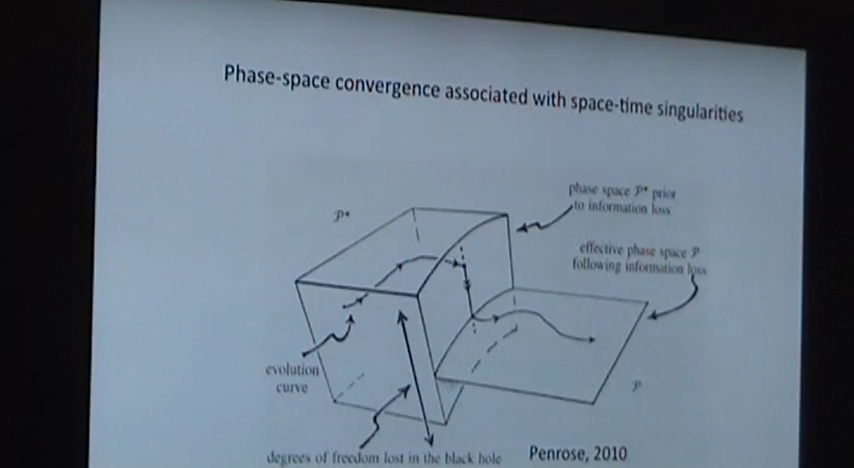 Phase-space convergence associated with space-time singularities
phase space P* prior
to information loss
P*
effective phase space P
following information loss
evolution
curve
P
degrees of freedom lost in the black hole
Penrose, 2010